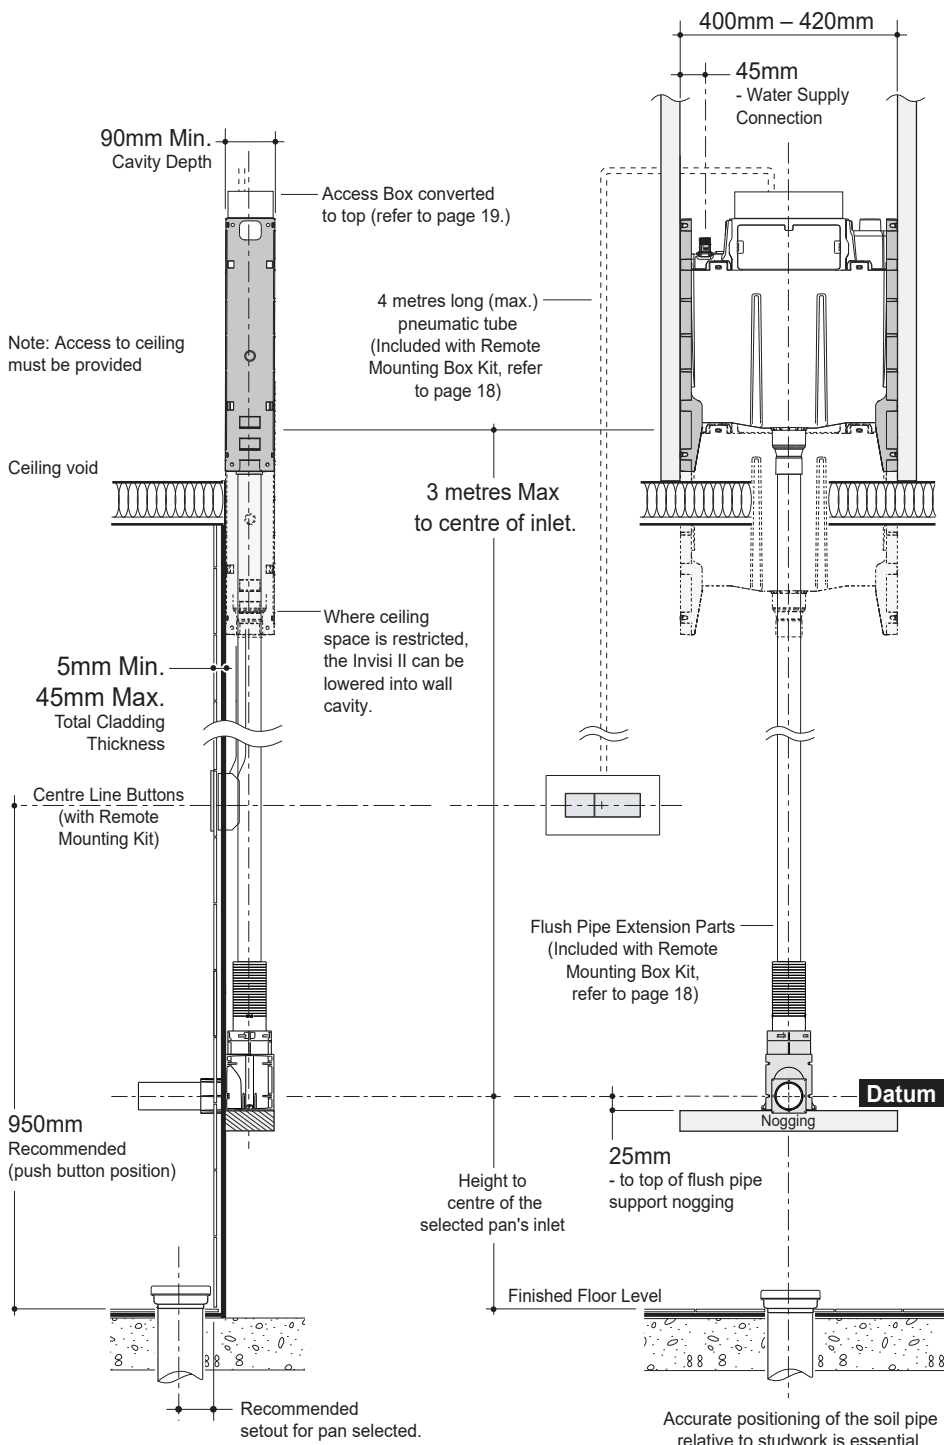 400mm – 420mm
45mm
- Water Supply
Connection
90mm Min.
Cavity Depth
Access Box converted
to top (refer to page 19.)
4 metres long (max.)
pneumatic tube
(Included with Remote
Mounting Box Kit, refer
to page 18)
Note: Access to ceiling
must be provided
Ceiling void
3 metres Max
to centre of inlet.
Where ceiling
space is restricted,
the Invisi II can be
lowered into wall
cavity.
5mm Min.
45mm Max.
Total Cladding
Thickness
Centre Line Buttons
(with Remote
Mounting Kit)
Flush Pipe Extension Parts
(Included with Remote
Mounting Box Kit,
refer to page 18)
Datum
Nogging
950mm
Recommended
(push button position)
25mm
- to top of flush pipe
support nogging
Height to
centre of the
selected pan's inlet
Finished Floor Level
Recommended
setout for pan selected.
Accurate positioning of the soil pipe
relative to studwork is essential